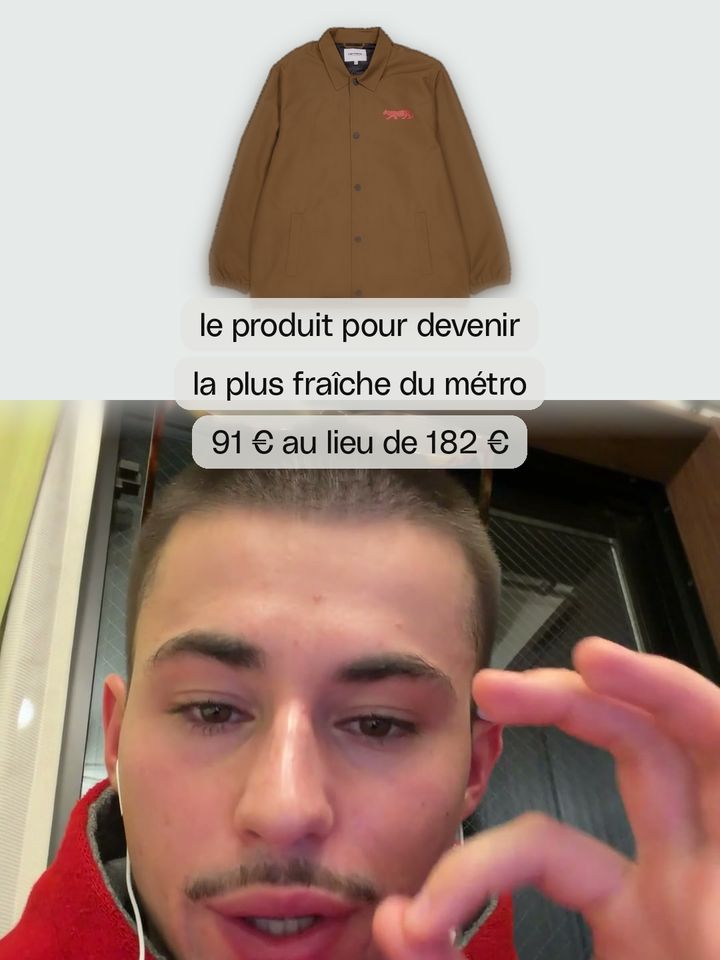 le produit pour devenir
la plus fraîche du métro
91 € au lieu de 182 €